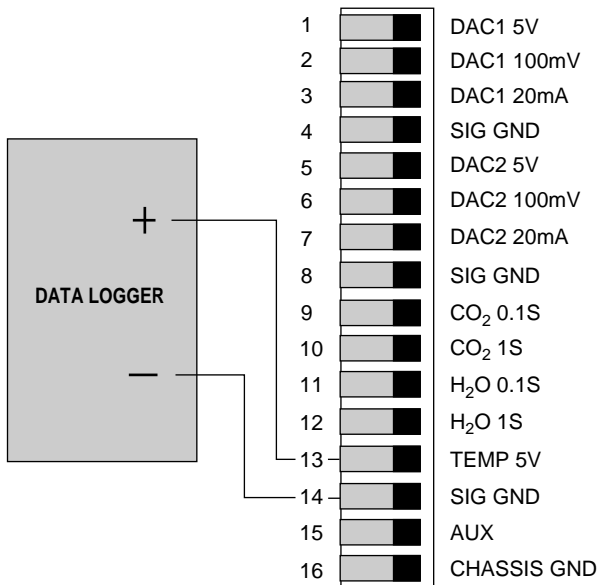 1 DAC1 5V
2 DAC1 100mV
3 DAC1 20mA
4 SIG GND
5 DAC2 5V
6 DAC2 100mV
+ 7 DAC2 20mA
8 SIG GND
DATA LOGGER
9 CO₂ 0.1S
10 CO₂ 1S
— 11 H₂O 0.1S
12 H₂O 1S
13 TEMP 5V
14 SIG GND
15 AUX
16 CHASSIS GND